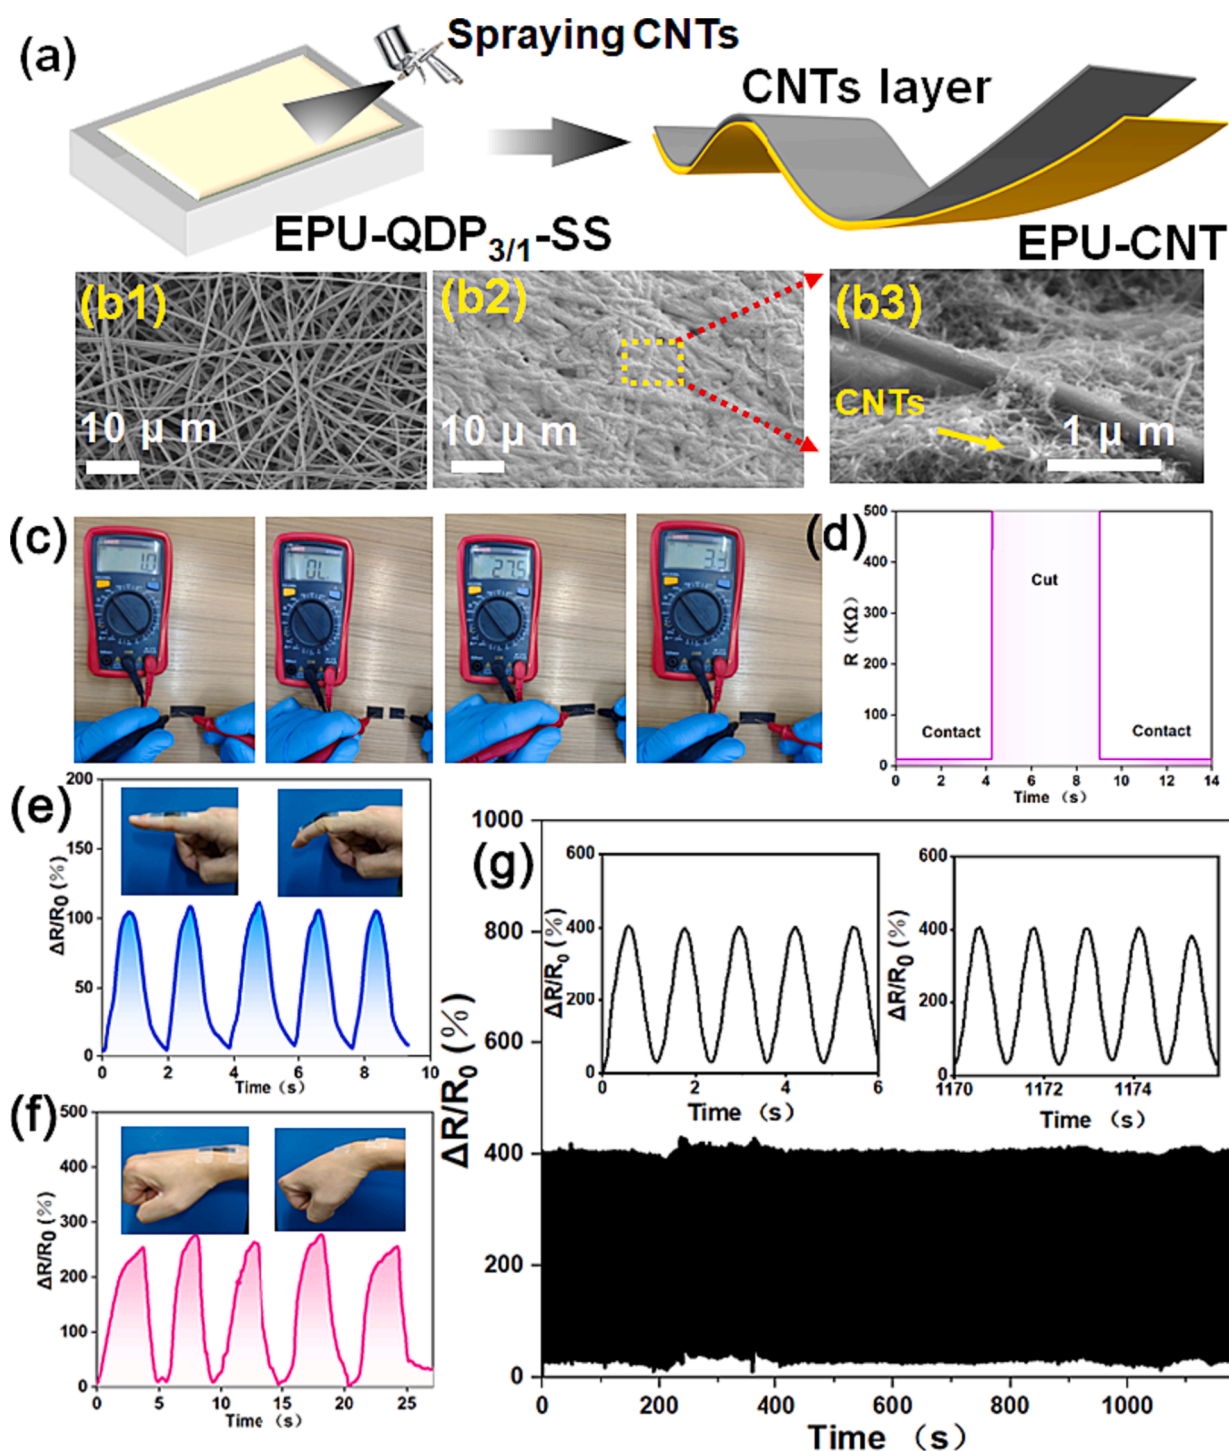 (a)
Spraying CNTs
CNTs layer
EPU-QDP3/1-SS
EPU-CNT
(b1)
10 μ m
(b2)
10 μ m
(b3)
CNTs
1 μ m
(c)
1.0
0L
27.5
3.3
(d)
R (KΩ)
500
400
300
200
100
0
Cut
Contact
Contact
0 2 4 6 8 10 12 14
Time (s)
(e)
ΔR/R0 (%)
200
150
100
50
0
0 2 4 6 8 10
Time (s)
(f)
ΔR/R0 (%)
500
400
300
200
100
0
0 5 10 15 20 25
Time (s)
(g)
ΔR/R0 (%)
1000
800
600
400
200
0
0 200 400 600 800 1000
Time (s)
ΔR/R0 (%)
600
400
200
0
0 2 4 6
Time (s)
ΔR/R0 (%)
600
400
200
0
1170 1172 1174
Time (s)